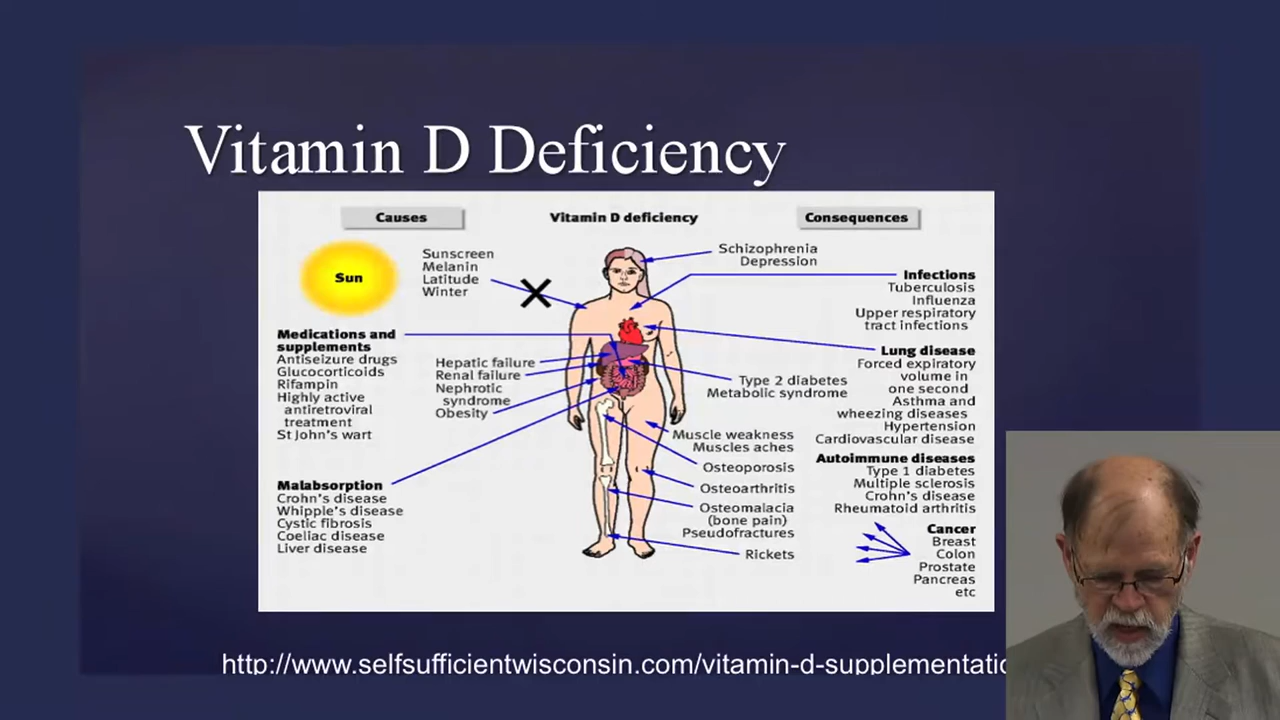 Vitamin D Deficiency
Causes
Vitamin D deficiency
Consequences
Sun
Sunscreen
Melanin
Latitude
Winter
Medications and
supplements
Antiseizure drugs
Glucocorticoids
Rifampin
Highly active
antiretroviral
treatment
St John's wart
Hepatic failure
Renal failure
Nephrotic
syndrome
Obesity
Malabsorption
Crohn's disease
Whipple's disease
Cystic fibrosis
Coeliac disease
Liver disease
Schizophrenia
Depression
Infections
Tuberculosis
Influenza
Upper respiratory
tract infections
Lung disease
Forced expiratory
volume in
one second
Asthma and
wheezing diseases
Hypertension
Cardiovascular disease
Type 2 diabetes
Metabolic syndrome
Muscle weakness
Muscles aches
Osteoporosis
Osteoarthritis
Osteomalacia
(bone pain)
Pseudofractures
Rickets
Autoimmune diseases
Type 1 diabetes
Multiple sclerosis
Crohn's disease
Rheumatoid arthritis
Cancer
Breast
Colon
Prostate
Pancreas
etc
http://www.selfsufficientwisconsin.com/vitamin-d-supplementatio